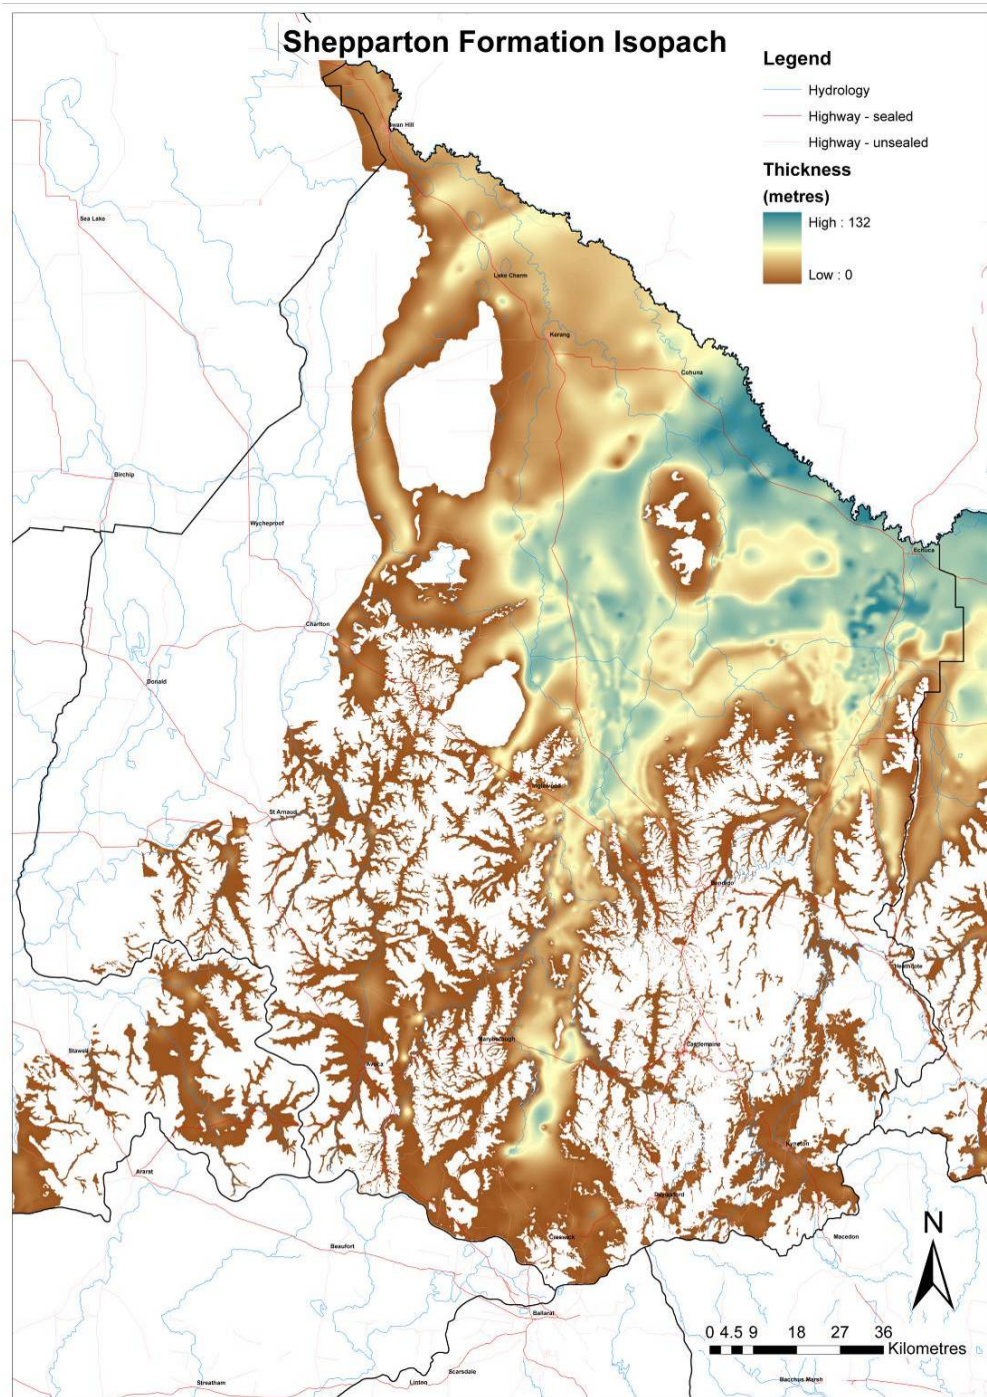 Shepparton Formation Isopach
Legend
Hydrology
Highway - sealed
Highway - unsealed
Thickness
(metres)
High : 132
Low : 0
Swan Hill
Sea Lake
Lake Charm
Kerang
Cohuna
Birchip
Wycheproof
Echuca
Charlton
Donald
Inglewood
St Arnaud
Bendigo
Heathcote
Stawell
Maryborough
Castlemaine
Avoca
Kyneton
Ararat
Daylesford
Creswick
Macedon
Beaufort
N
Ballarat
0 4.5 9 18 27 36
Kilometres
Scarsdale
Streatham
Linton
Bacchus Marsh